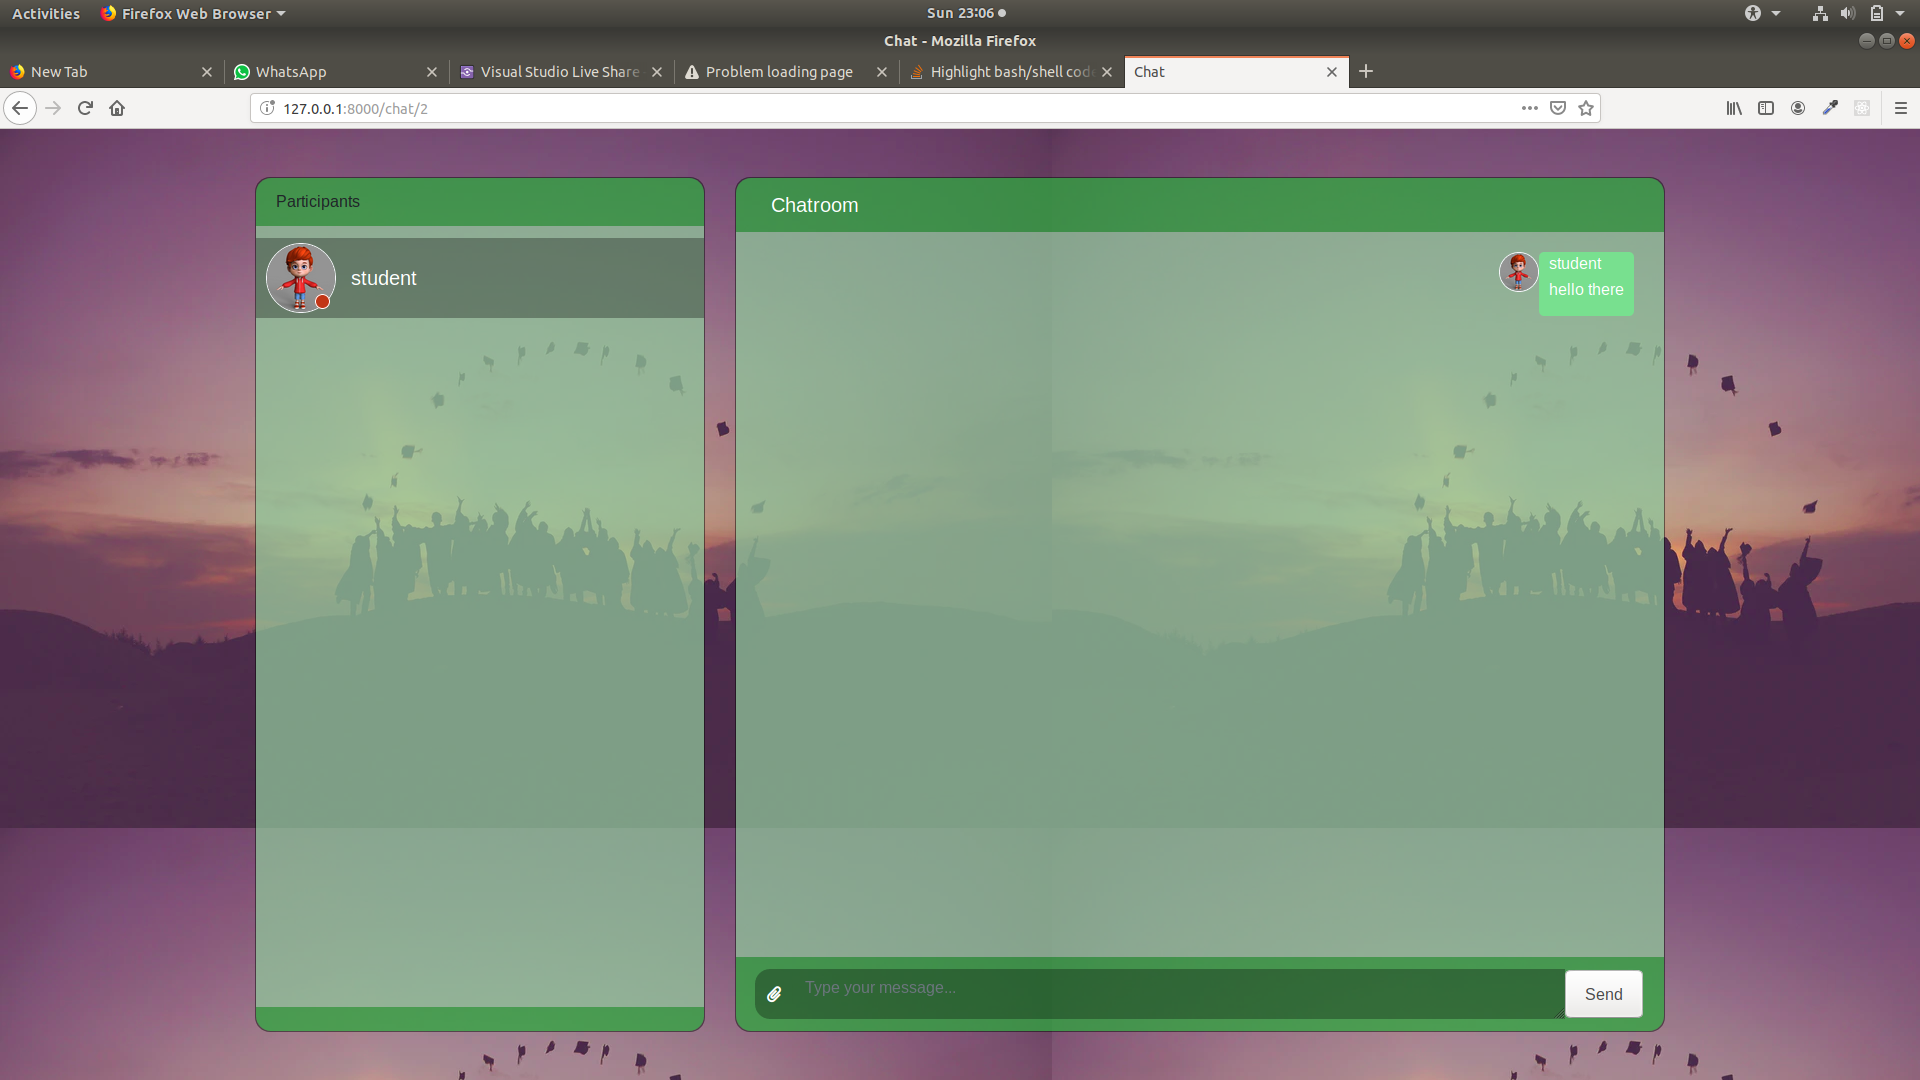 Activities
Firefox Web Browser
Sun 23:06
Chat - Mozilla Firefox
New Tab
WhatsApp
Visual Studio Live Share
Problem loading page
Highlight bash/shell cod
Chat
127.0.0.1:8000/chat/2
Participants
student
Chatroom
student
hello there
Type your message...
Send